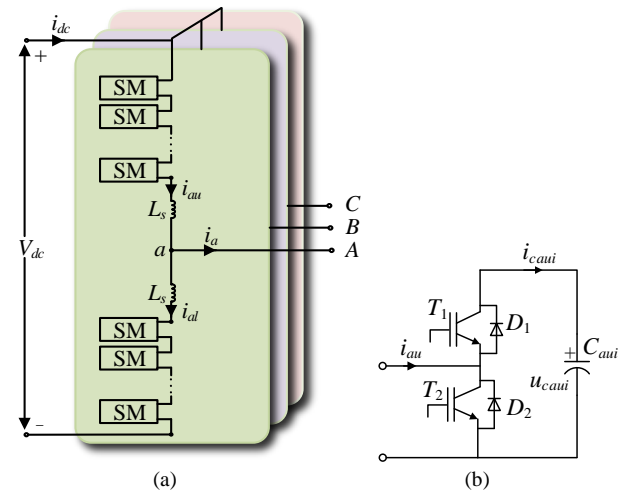 i_dc
+
SM
SM
SM
i_au
L_s
C
B
i_a
a
A
V_dc
L_s
i_al
SM
SM
SM
-
(a)
i_caui
T_1
D_1
i_au
+
C_aui
u_caui
T_2
D_2
(b)